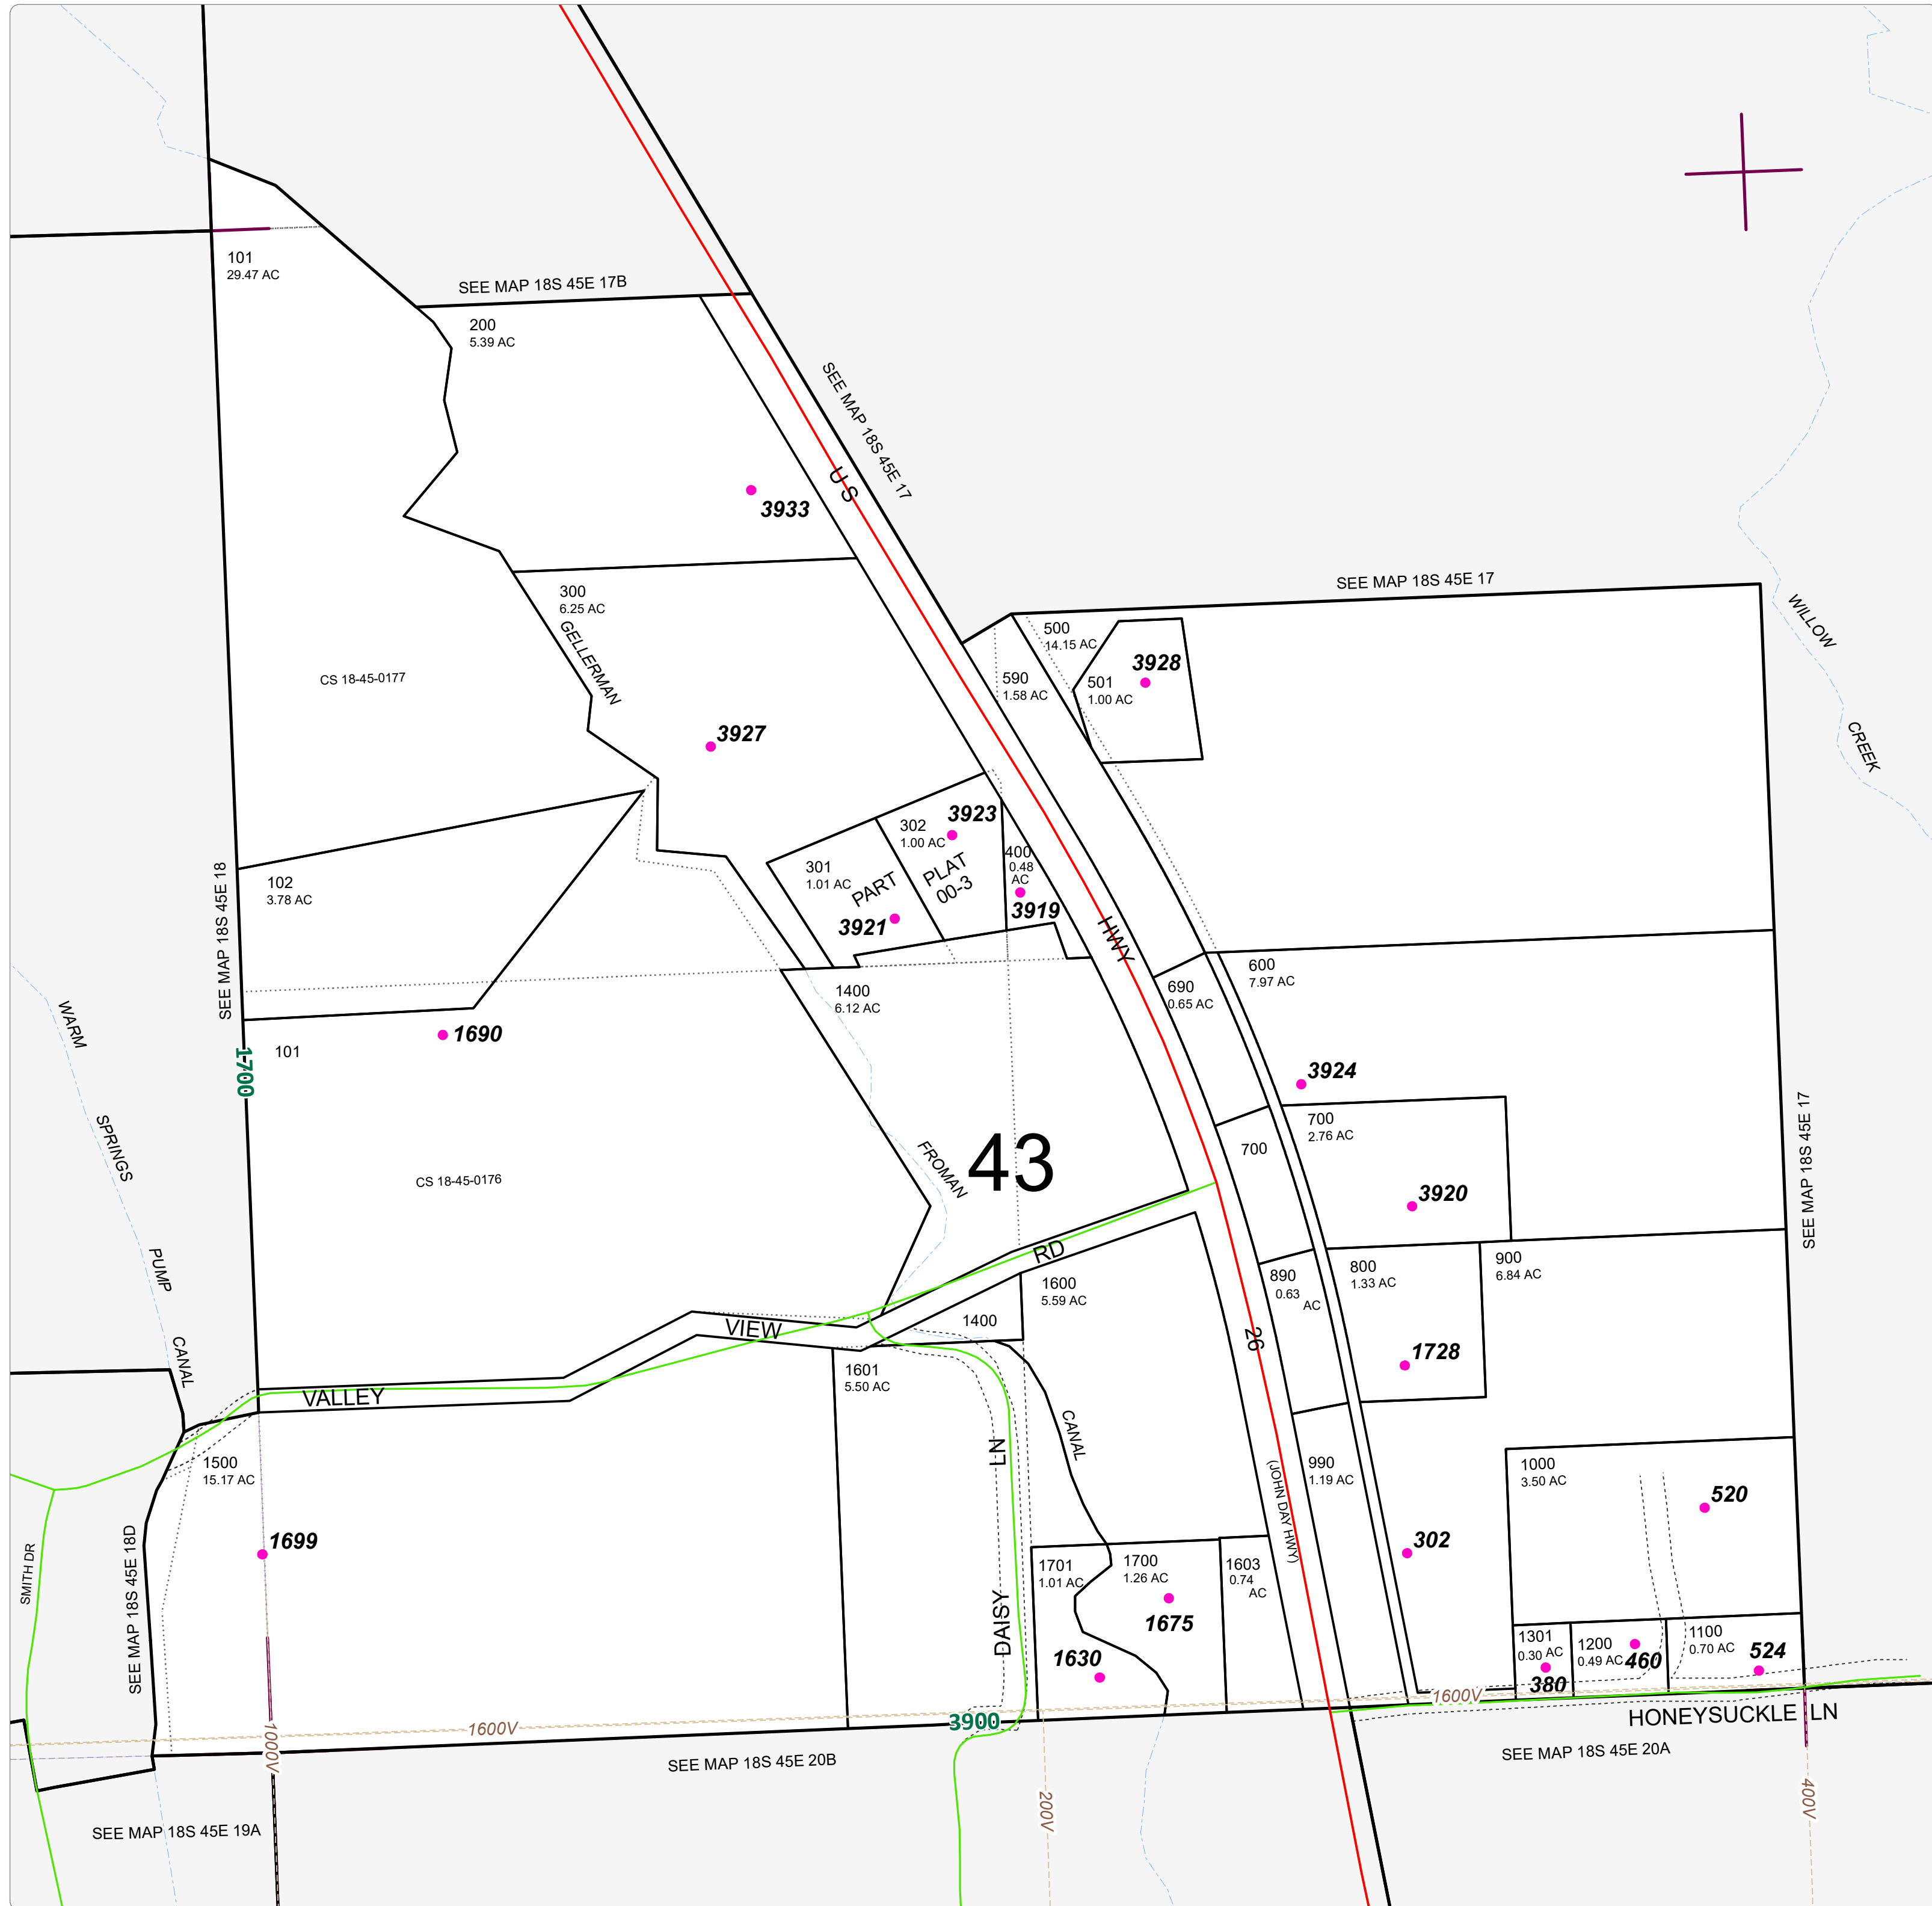 101
29.47 AC
SEE MAP 18S 45E 17B
200
5.39 AC
SEE MAP 18S 45E 17
U S
3933
SEE MAP 18S 45E 17
300
6.25 AC
GELLERMAN
WILLOW
CREEK
500
14.15 AC
3928
501
1.00 AC
590
1.58 AC
CS 18-45-0177
3927
3923
302
1.00 AC
400
0.48
AC
301
1.01 AC
PART
PLAT
00-3
3921
3919
102
3.78 AC
SEE MAP 18S 45E 18
HWY
600
7.97 AC
690
0.65 AC
1400
6.12 AC
WARM
SPRINGS
PUMP
CANAL
1690
101
1700
3924
700
2.76 AC
700
43
FROMAN
SEE MAP 18S 45E 17
CS 18-45-0176
3920
RD
900
6.84 AC
800
1.33 AC
890
0.63
AC
1600
5.59 AC
1400
VIEW
26
1728
1601
5.50 AC
VALLEY
CANAL
LN
1500
15.17 AC
990
1.19 AC
(JOHN DAY HWY)
1000
3.50 AC
520
1699
302
SMITH DR
SEE MAP 18S 45E 18D
1701
1.01 AC
1700
1.26 AC
1603
0.74
AC
1675
DAISY
1630
1301
0.30 AC
380
1200
0.49 AC
460
1100
0.70 AC
524
1600V
1600V
3900
HONEYSUCKLE LN
1000V
SEE MAP 18S 45E 20B
SEE MAP 18S 45E 20A
200V
400V
SEE MAP 18S 45E 19A